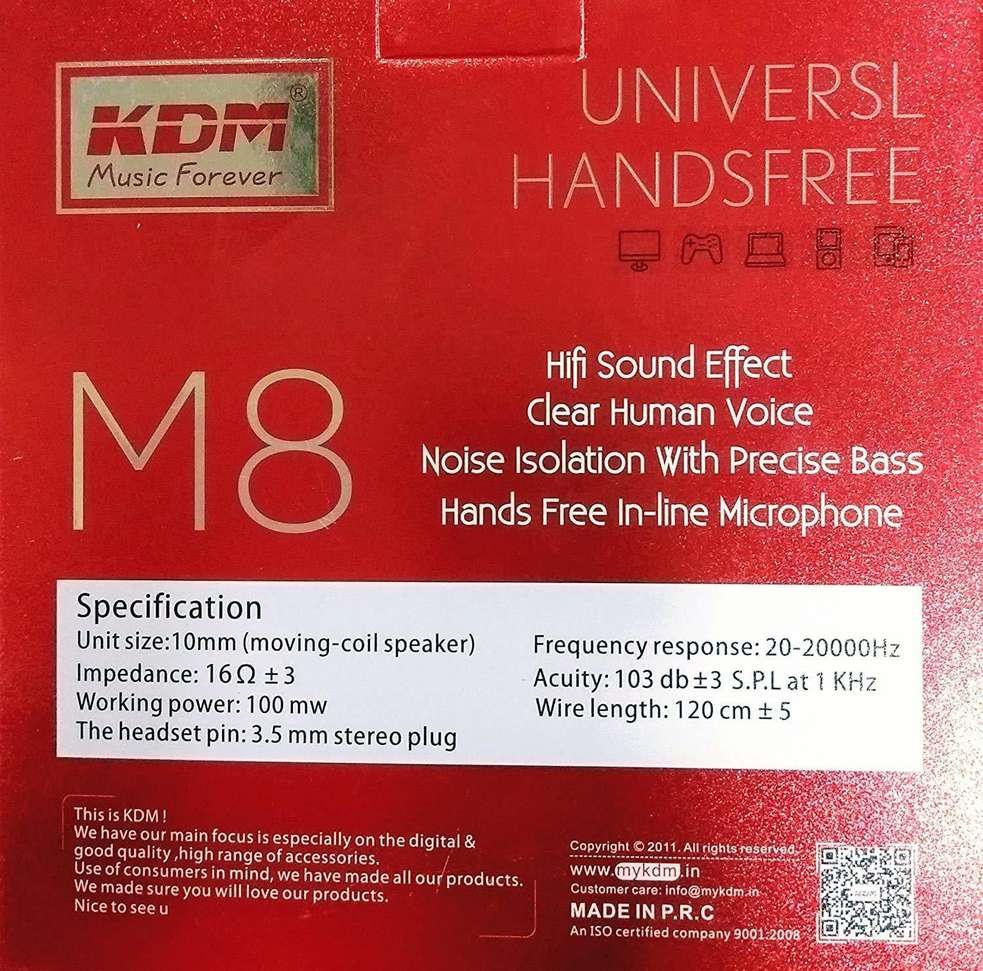 KDM®
Music Forever
UNIVERSL
HANDSFREE
M8
Hifi Sound Effect
Clear Human Voice
Noise Isolation With Precise Bass
Hands Free In-line Microphone
Specification
Unit size:10mm (moving-coil speaker)
Impedance: 16Ω ±3
Working power: 100 mw
The headset pin: 3.5 mm stereo plug
Frequency response: 20-20000Hz
Acuity: 103 db±3 S.P.L at 1 KHz
Wire length: 120 cm ± 5
This is KDM !
We have our main focus is especially on the digital &
good quality ,high range of accessories.
Use of consumers in mind, we have made all our products.
We made sure you will love our products.
Nice to see u
Copyright © 2011. All rights reserved.
www.mykdm.in
Customer care: info@mykdm.in
MADE IN P.R.C
An ISO certified company 9001:2008